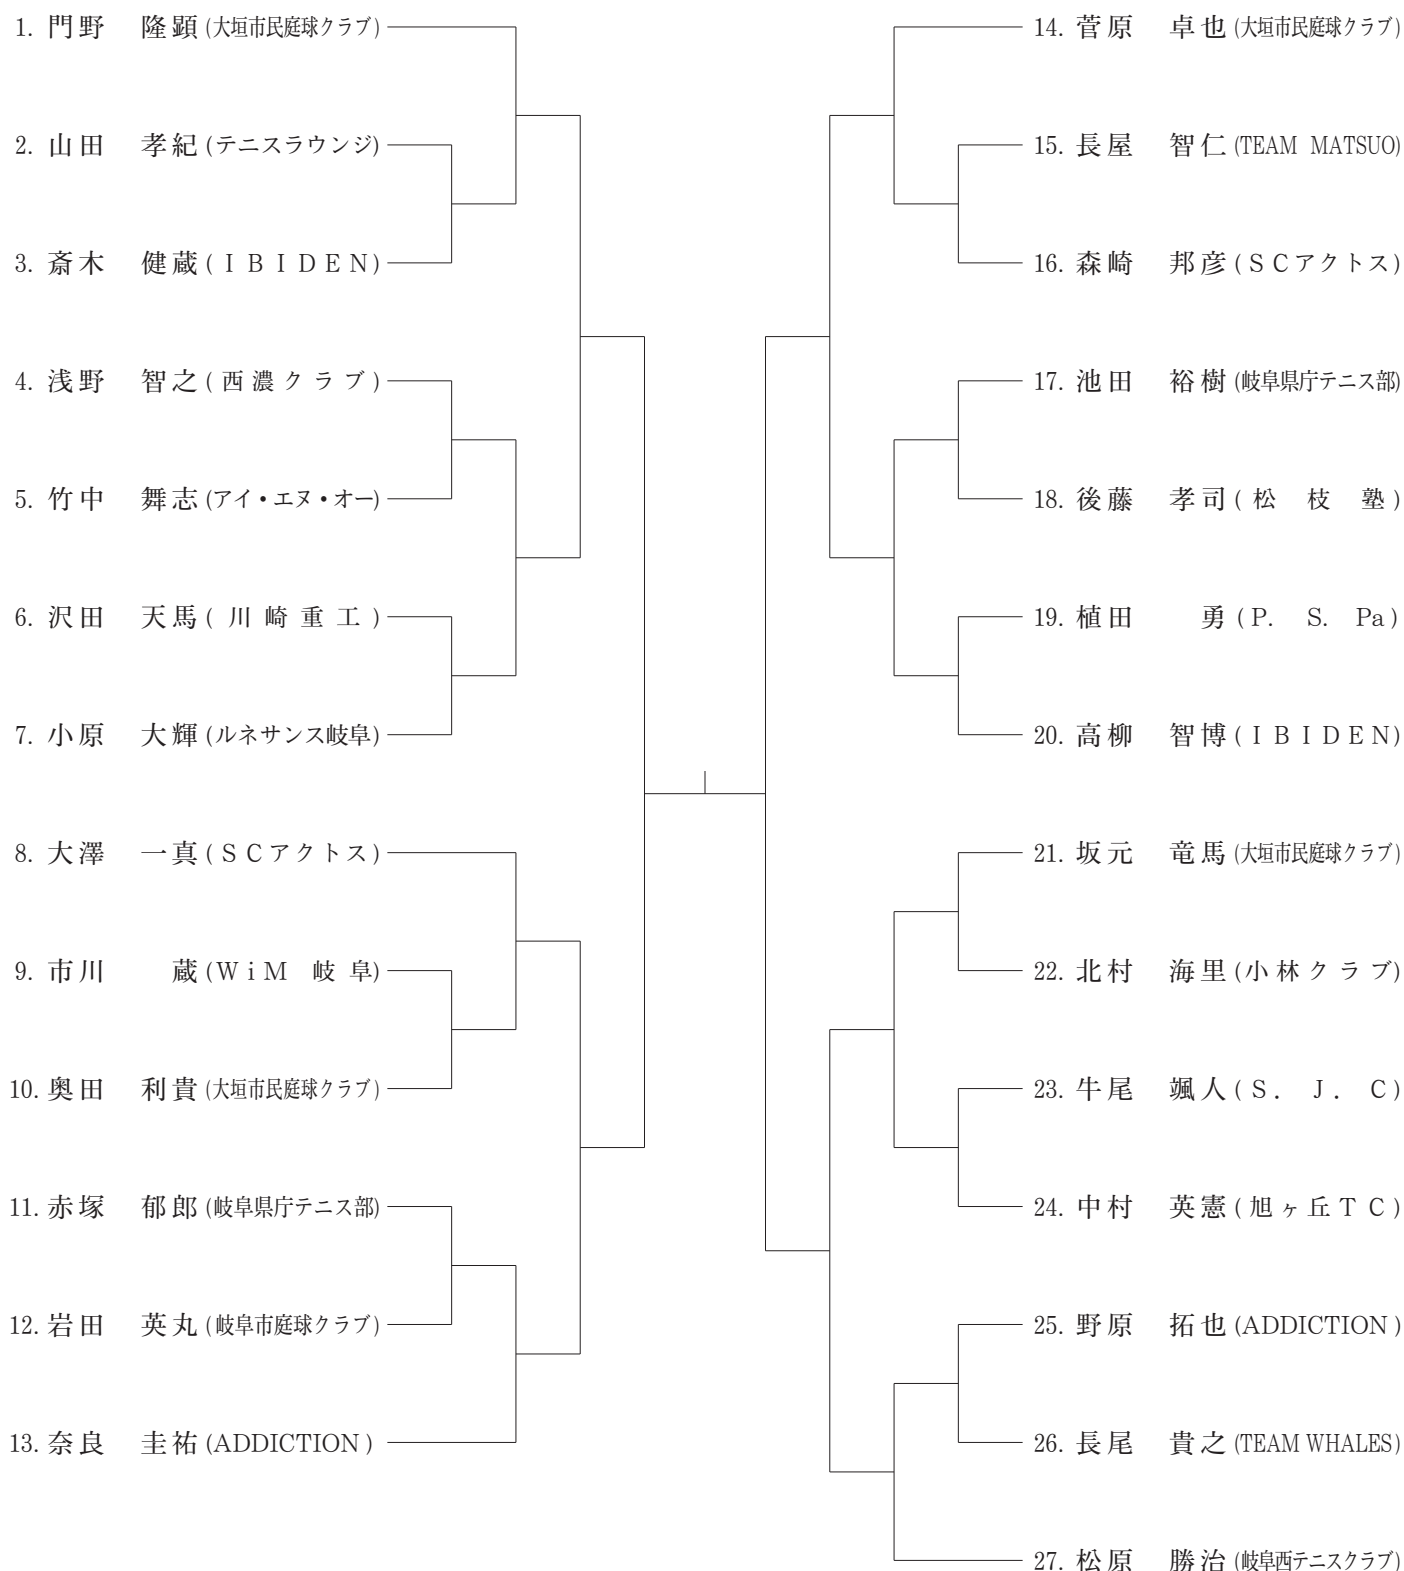 1. 門野 隆顕 (大垣市民庭球クラブ)
2. 山田 孝紀 (テニスラウンジ)
3. 斎木 健蔵 (IBIDEN)
4. 浅野 智之 (西濃クラブ)
5. 竹中 舞志 (アイ・エヌ・オー)
6. 沢田 天馬 (川崎重工)
7. 小原 大輝 (ルネサンス岐阜)
8. 大澤 一真 (SCアクトス)
9. 市川 蔵 (WiM 岐阜)
10. 奥田 利貴 (大垣市民庭球クラブ)
11. 赤塚 郁郎 (岐阜県庁テニス部)
12. 岩田 英丸 (岐阜市庭球クラブ)
13. 奈良 圭祐 (ADDICTION)
14. 菅原 卓也 (大垣市民庭球クラブ)
15. 長屋 智仁 (TEAM MATSUO)
16. 森崎 邦彦 (SCアクトス)
17. 池田 裕樹 (岐阜県庁テニス部)
18. 後藤 孝司 (松枝塾)
19. 植田 勇 (P. S. Pa)
20. 高柳 智博 (IBIDEN)
21. 坂元 竜馬 (大垣市民庭球クラブ)
22. 北村 海里 (小林クラブ)
23. 牛尾 颯人 (S. J. C)
24. 中村 英憲 (旭ヶ丘TC)
25. 野原 拓也 (ADDICTION)
26. 長尾 貴之 (TEAM WHALES)
27. 松原 勝治 (岐阜西テニスクラブ)